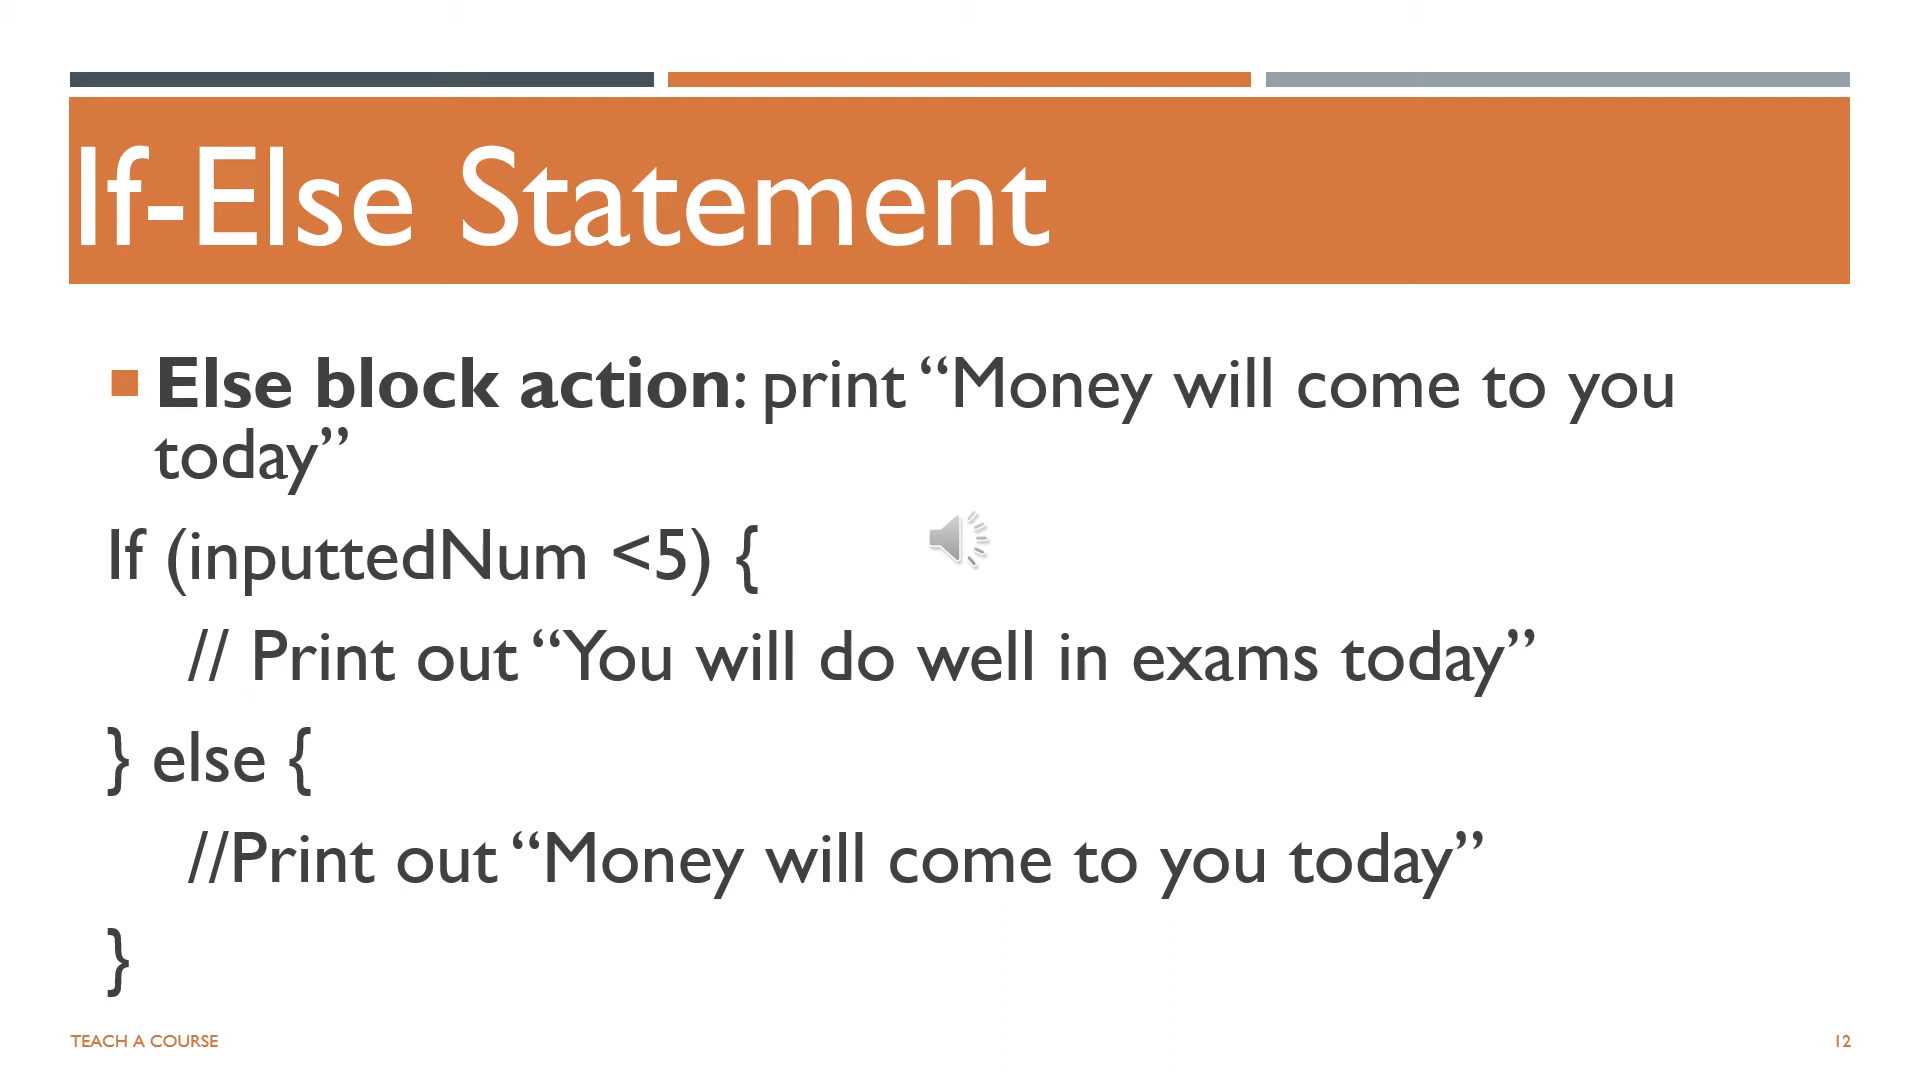 If-Else Statement
Else block action: print “Money will come to you
today”
If (inputtedNum <5) {
// Print out “You will do well in exams today”
} else {
//Print out “Money will come to you today”
}
TEACH A COURSE
12